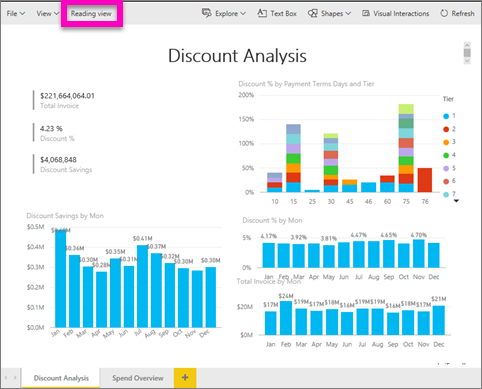 File View Reading view Explore Text Box Shapes Visual Interactions Refresh
Discount Analysis
$221,664,064.01
Total Invoice
4.23 %
Discount %
$4,068,848
Discount Savings
Discount % by Payment Terms Days and Tier
200%
150%
100%
50%
0%
10 15 25 30 45 46 60 75 76
Tier
1
2
3
4
5
6
7
Discount Savings by Mon
$0.5M
$0.4M
$0.3M
$0.2M
$0.1M
$0.0M
$0.36M
$0.30M
$0.28M
$0.35M
$0.31M
$0.41M
$0.37M
$0.32M
$0.30M
$0.30M
Jan Feb Mar Apr May Jun Jul Aug Sep Oct Nov Dec
Discount % by Mon
5%
0%
4.17% 3.92% 3.81% 4.47% 4.65% 4.70%
Jan Feb Mar Apr May Jun Jul Aug Sep Oct Nov Dec
Total Invoice by Mon
$20M
$0M
$17M $24M $19M $17M $18M $16M $19M $19M $16M $18M $17M $21M
Jan Feb Mar Apr May Jun Jul Aug Sep Oct Nov Dec
Discount Analysis Spend Overview +